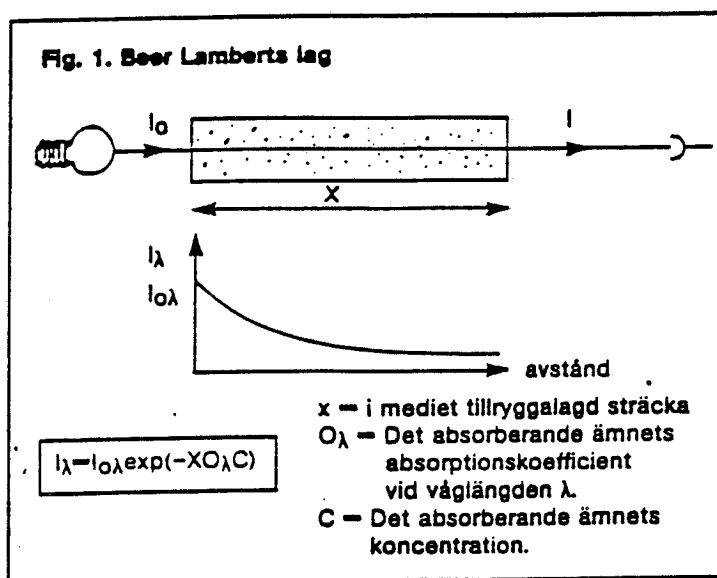 Fig. 1. Beer Lamberts lag
I₀ I
X
Iλ
I₀λ
avstånd
x = i mediet tillryggalagd sträcka
Oλ = Det absorberande ämnets
absorptionskoefficient
vid våglängden λ.
C = Det absorberande ämnets
koncentration.
Iλ=I₀λexp(-XOλC)